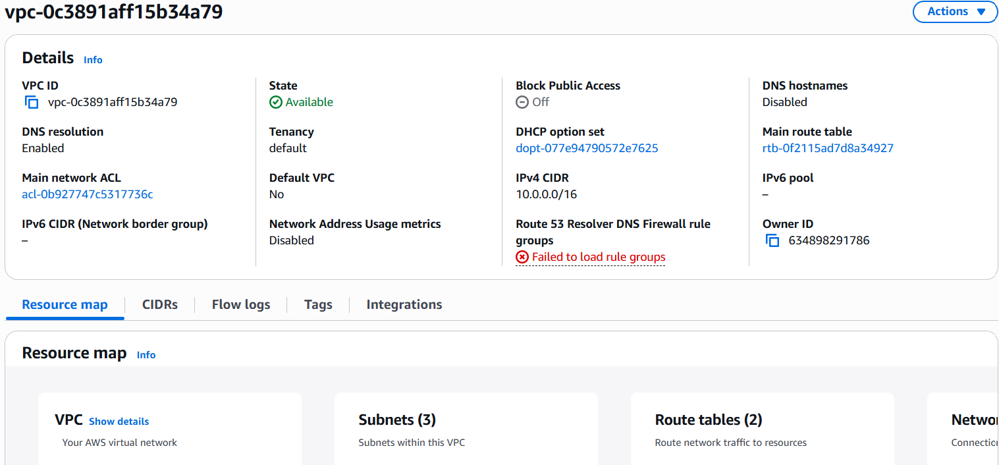 vpc-0c3891aff15b34a79
Actions
Details Info
VPC ID
vpc-0c3891aff15b34a79
State
Available
Block Public Access
Off
DNS hostnames
Disabled
DNS resolution
Enabled
Tenancy
default
DHCP option set
dopt-077e94790572e7625
Main route table
rtb-0f2115ad7d8a34927
Main network ACL
acl-0b927747c5317736c
Default VPC
No
IPv4 CIDR
10.0.0.0/16
IPv6 pool
–
IPv6 CIDR (Network border group)
–
Network Address Usage metrics
Disabled
Route 53 Resolver DNS Firewall rule
groups
Failed to load rule groups
Owner ID
634898291786
Resource map
CIDRs
Flow logs
Tags
Integrations
Resource map Info
VPC Show details
Your AWS virtual network
Subnets (3)
Subnets within this VPC
Route tables (2)
Route network traffic to resources